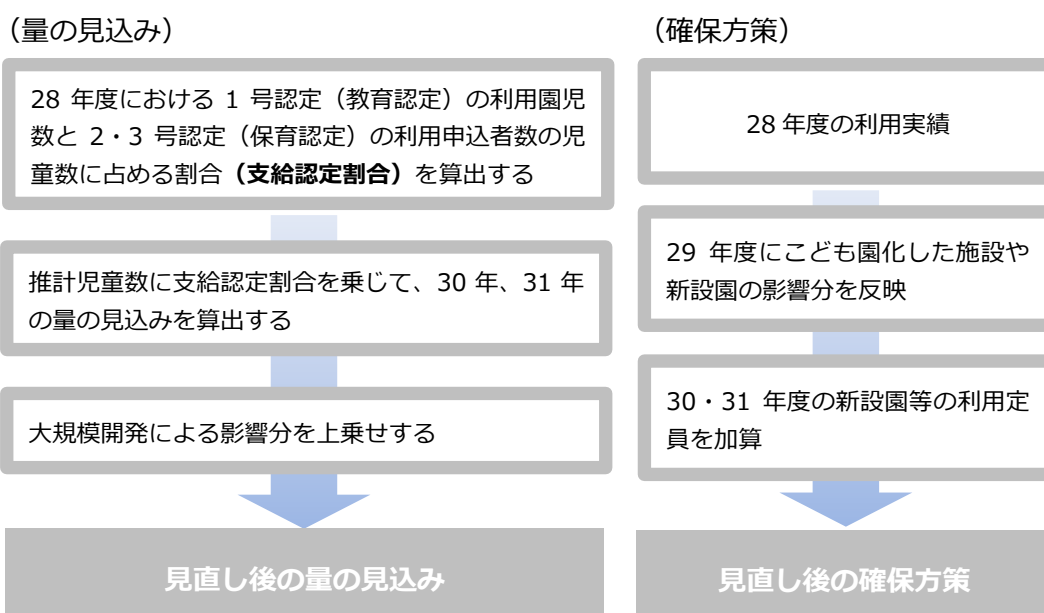 （量の見込み）
28 年度における 1 号認定（教育認定）の利用園児
数と 2・3 号認定（保育認定）の利用申込者数の児
童数に占める割合（支給認定割合）を算出する
推計児童数に支給認定割合を乗じて、30 年、31 年
の量の見込みを算出する
大規模開発による影響分を上乗せする
見直し後の量の見込み
（確保方策）
28 年度の利用実績
29 年度にこども園化した施設や
新設園の影響分を反映
30・31 年度の新設園等の利用定
員を加算
見直し後の確保方策